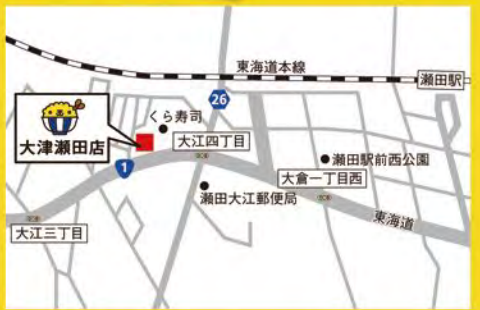 東海道本線
瀬田駅
26
くら寿司
大津瀬田店
大江四丁目
瀬田駅前西公園
1
大倉一丁目西
瀬田大江郵便局
東海道
大江三丁目